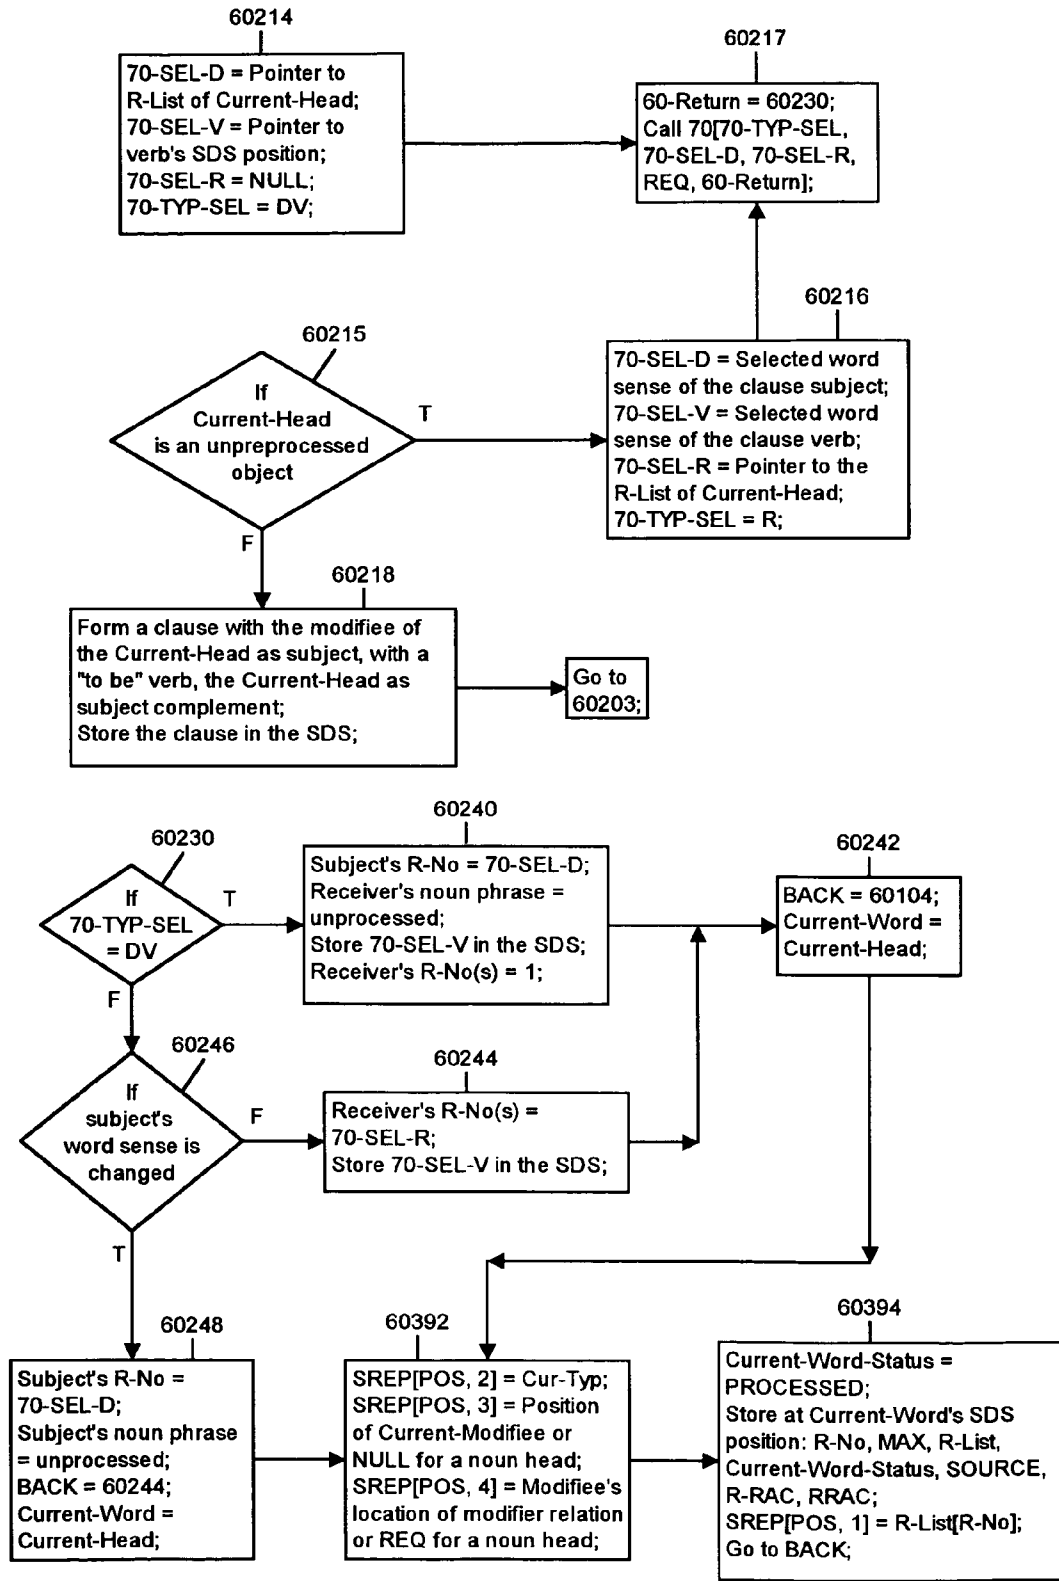 60214
70-SEL-D = Pointer to
R-List of Current-Head;
70-SEL-V = Pointer to
verb's SDS position;
70-SEL-R = NULL;
70-TYP-SEL = DV;
60217
60-Return = 60230;
Call 70[70-TYP-SEL,
70-SEL-D, 70-SEL-R,
REQ, 60-Return];
60215
If
Current-Head
is an unpreprocessed
object
T
F
60216
70-SEL-D = Selected word
sense of the clause subject;
70-SEL-V = Selected word
sense of the clause verb;
70-SEL-R = Pointer to the
R-List of Current-Head;
70-TYP-SEL = R;
60218
Form a clause with the modifiee of
the Current-Head as subject, with a
"to be" verb, the Current-Head as
subject complement;
Store the clause in the SDS;
Go to
60203;
60230
If
70-TYP-SEL
= DV
T
F
60240
Subject's R-No = 70-SEL-D;
Receiver's noun phrase =
unprocessed;
Store 70-SEL-V in the SDS;
Receiver's R-No(s) = 1;
60242
BACK = 60104;
Current-Word =
Current-Head;
60246
If
subject's
word sense is
changed
F
T
60244
Receiver's R-No(s) =
70-SEL-R;
Store 70-SEL-V in the SDS;
60248
Subject's R-No =
70-SEL-D;
Subject's noun phrase
= unprocessed;
BACK = 60244;
Current-Word =
Current-Head;
60392
SREP[POS, 2] = Cur-Typ;
SREP[POS, 3] = Position
of Current-Modifiee or
NULL for a noun head;
SREP[POS, 4] = Modifiee's
location of modifier relation
or REQ for a noun head;
60394
Current-Word-Status =
PROCESSED;
Store at Current-Word's SDS
position: R-No, MAX, R-List,
Current-Word-Status, SOURCE,
R-RAC, RRAC;
SREP[POS, 1] = R-List[R-No];
Go to BACK;